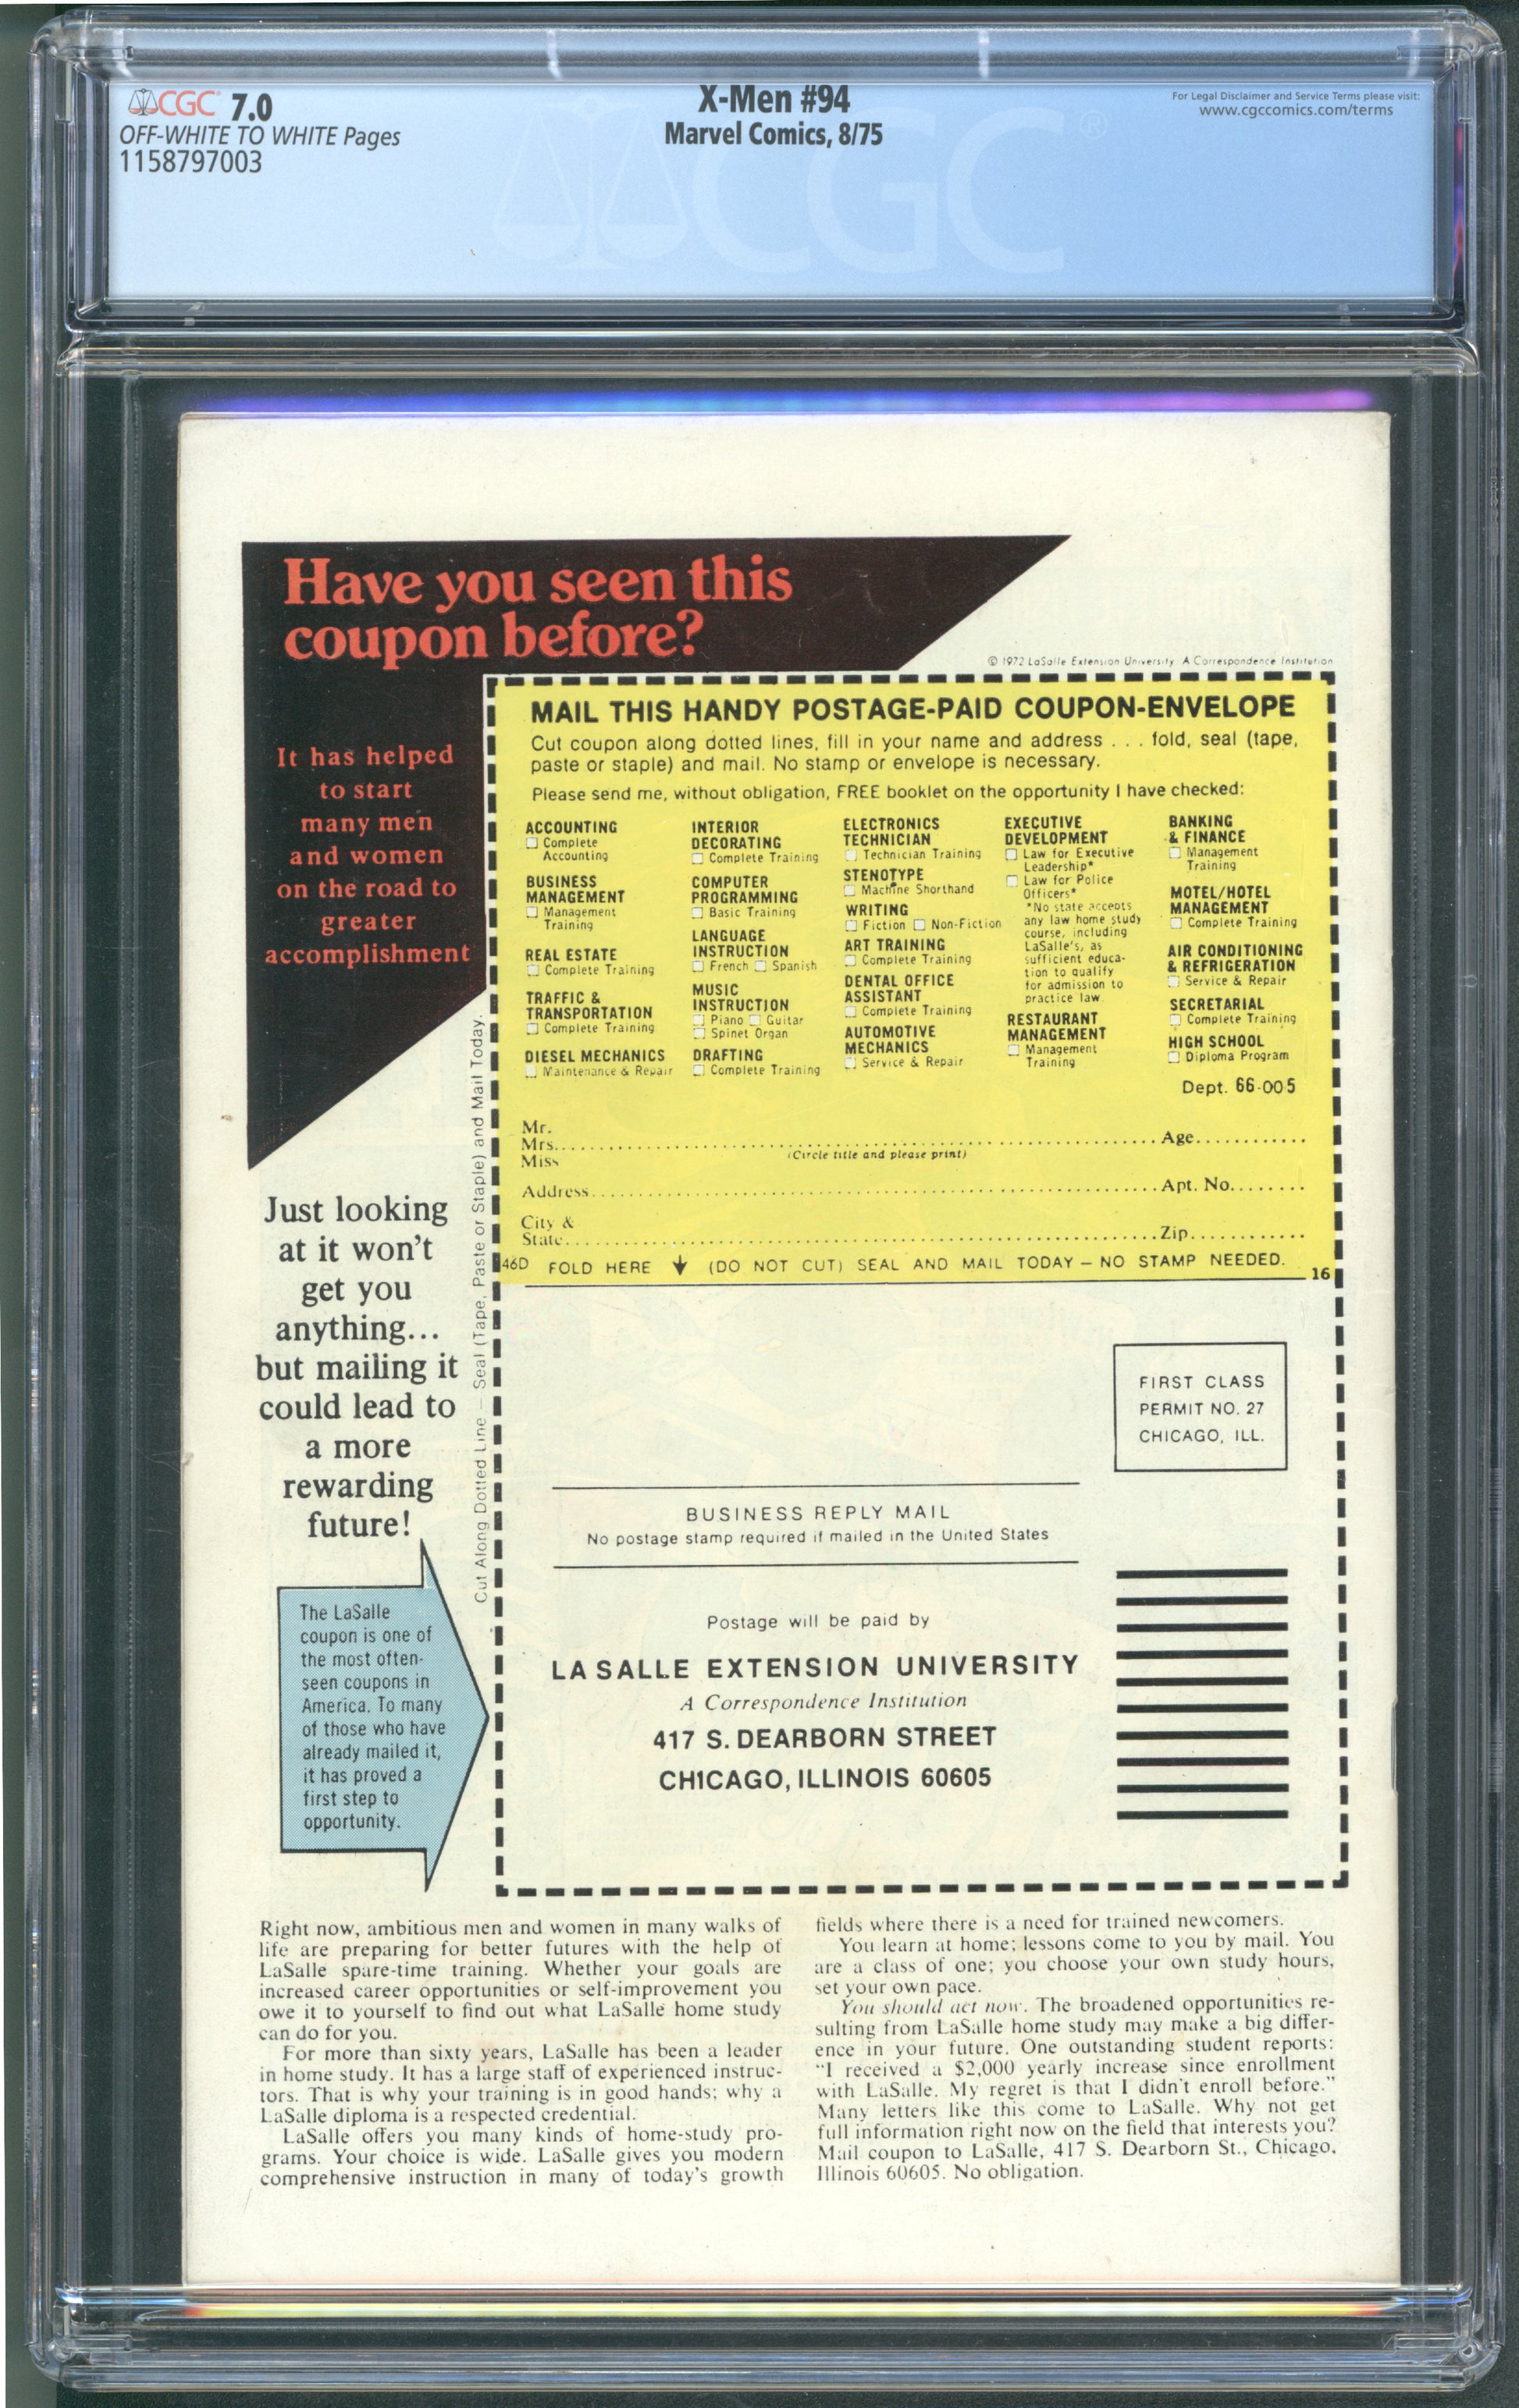 CGC 7.0
OFF-WHITE TO WHITE Pages
1158797003
X-Men #94
Marvel Comics, 8/75
For Legal Disclaimer and Service Terms please visit:
www.cgccomics.com/terms
CGC
Have you seen this
coupon before?
© 1972 LaSalle Extension University A Correspondence Institution
It has helped
to start
many men
and women
on the road to
greater
accomplishment
MAIL THIS HANDY POSTAGE-PAID COUPON-ENVELOPE
Cut coupon along dotted lines, fill in your name and address . . . fold, seal (tape,
paste or staple) and mail. No stamp or envelope is necessary.
Please send me, without obligation, FREE booklet on the opportunity I have checked:
ACCOUNTING
Complete
Accounting
BUSINESS
MANAGEMENT
Management
Training
REAL ESTATE
Complete Training
TRAFFIC &
TRANSPORTATION
Complete Training
DIESEL MECHANICS
Maintenance & Repair
INTERIOR
DECORATING
Complete Training
COMPUTER
PROGRAMMING
Basic Training
LANGUAGE
INSTRUCTION
French Spanish
MUSIC
INSTRUCTION
Piano Guitar
Spinet Organ
DRAFTING
Complete Training
ELECTRONICS
TECHNICIAN
Technician Training
STENOTYPE
Machine Shorthand
WRITING
Fiction Non-Fiction
ART TRAINING
Complete Training
DENTAL OFFICE
ASSISTANT
Complete Training
AUTOMOTIVE
MECHANICS
Service & Repair
EXECUTIVE
DEVELOPMENT
Law for Executive
Leadership*
Law for Police
Officers*
*No state accepts
any law home study
course, including
LaSalle's, as
sufficient educa-
tion to qualify
for admission to
practice law.
RESTAURANT
MANAGEMENT
Management
Training
BANKING
& FINANCE
Management
Training
MOTEL/HOTEL
MANAGEMENT
Complete Training
AIR CONDITIONING
& REFRIGERATION
Service & Repair
SECRETARIAL
Complete Training
HIGH SCHOOL
Diploma Program
Dept. 66-005
Mr.
Mrs. Age
Miss
(Circle title and please print)
Address Apt. No.
City &
State Zip
46D FOLD HERE (DO NOT CUT) SEAL AND MAIL TODAY – NO STAMP NEEDED.
16
Cut Along Dotted Line – Seal (Tape, Paste or Staple) and Mail Today.
Just looking
at it won't
get you
anything...
but mailing it
could lead to
a more
rewarding
future!
FIRST CLASS
PERMIT NO. 27
CHICAGO, ILL.
BUSINESS REPLY MAIL
No postage stamp required if mailed in the United States
Postage will be paid by
LA SALLE EXTENSION UNIVERSITY
A Correspondence Institution
417 S. DEARBORN STREET
CHICAGO, ILLINOIS 60605
The LaSalle
coupon is one of
the most often-
seen coupons in
America. To many
of those who have
already mailed it,
it has proved a
first step to
opportunity.
Right now, ambitious men and women in many walks of
life are preparing for better futures with the help of
LaSalle spare-time training. Whether your goals are
increased career opportunities or self-improvement you
owe it to yourself to find out what LaSalle home study
can do for you.
For more than sixty years, LaSalle has been a leader
in home study. It has a large staff of experienced instruc-
tors. That is why your training is in good hands; why a
LaSalle diploma is a respected credential.
LaSalle offers you many kinds of home-study pro-
grams. Your choice is wide. LaSalle gives you modern
comprehensive instruction in many of today's growth
fields where there is a need for trained newcomers.
You learn at home; lessons come to you by mail. You
are a class of one; you choose your own study hours,
set your own pace.
You should act now. The broadened opportunities re-
sulting from LaSalle home study may make a big differ-
ence in your future. One outstanding student reports:
"I received a $2,000 yearly increase since enrollment
with LaSalle. My regret is that I didn't enroll before."
Many letters like this come to LaSalle. Why not get
full information right now on the field that interests you?
Mail coupon to LaSalle, 417 S. Dearborn St., Chicago,
Illinois 60605. No obligation.